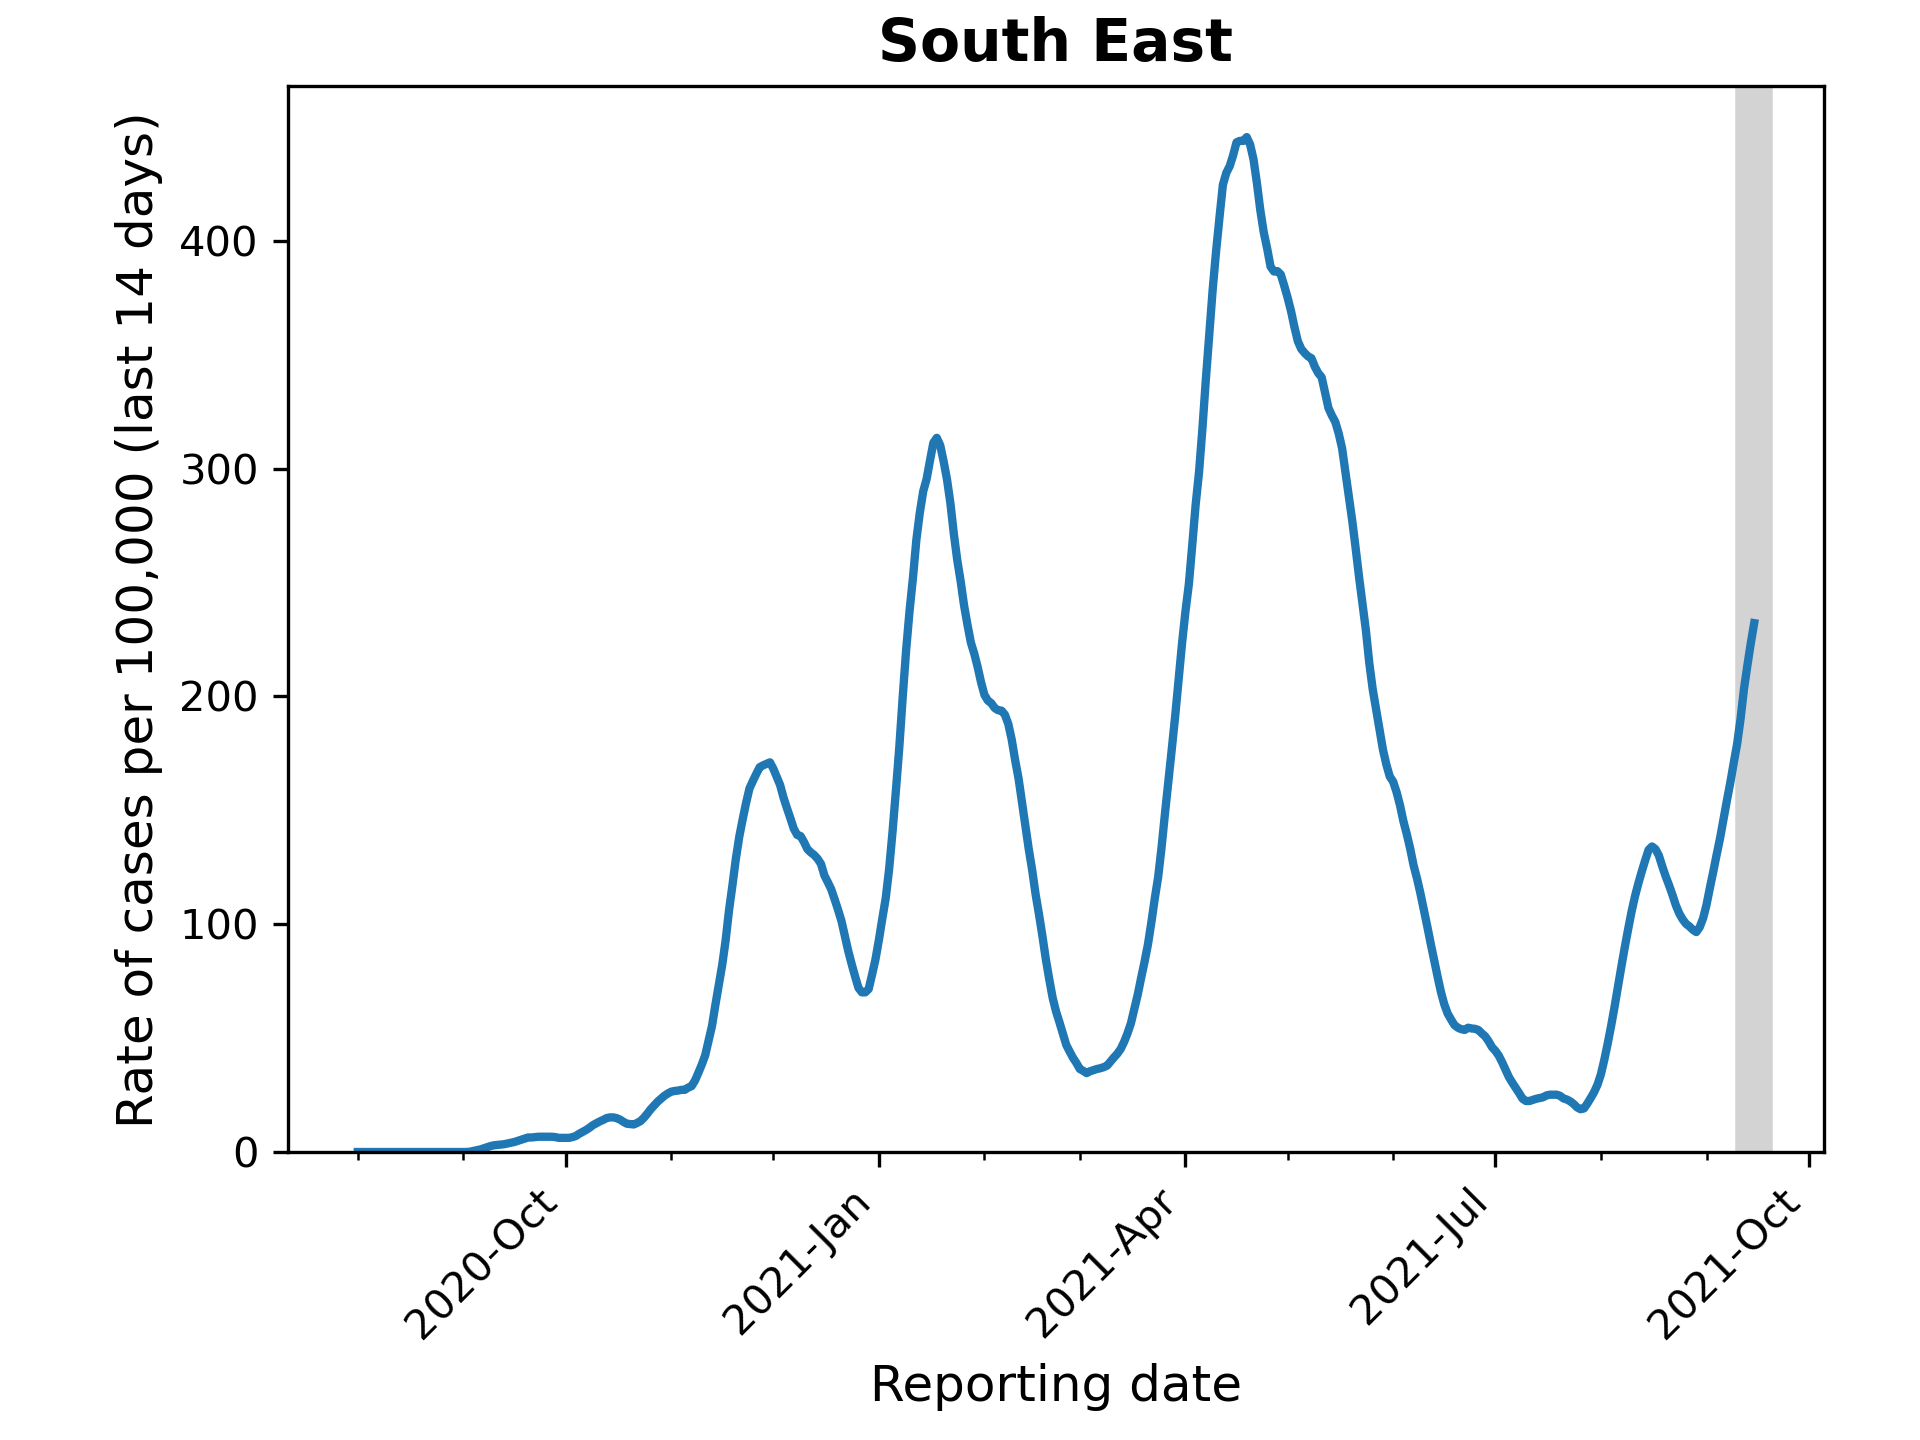 South East
Rate of cases per 100,000 (last 14 days)
400
300
200
100
0
2020-Oct
2021-Jan
2021-Apr
2021-Jul
2021-Oct
Reporting date